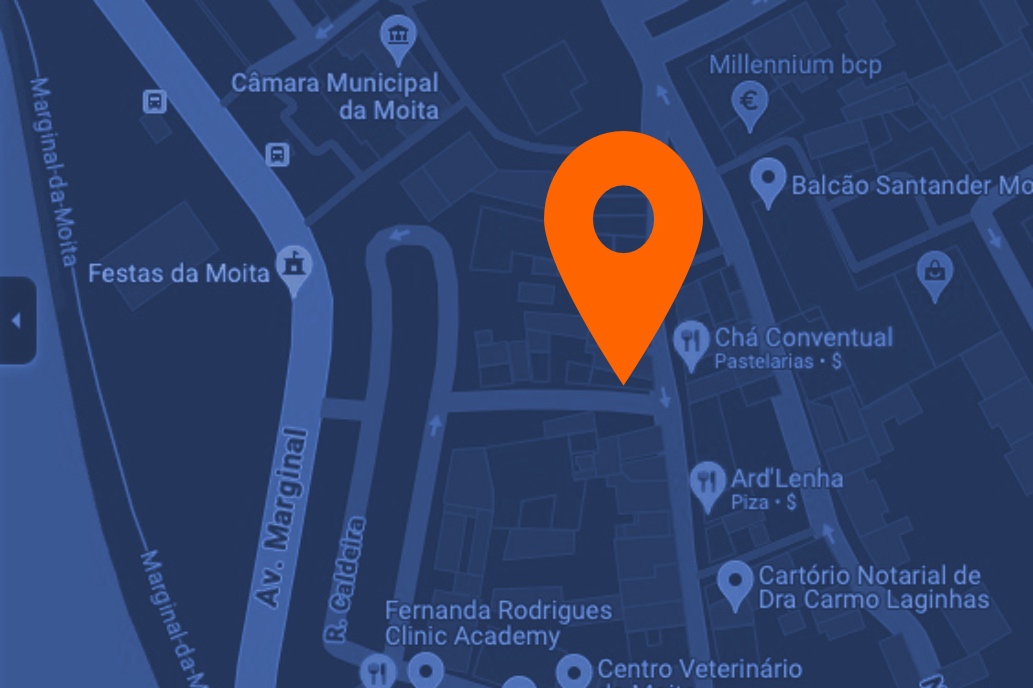 Millennium bcp
€
Câmara Municipal
da Moita
Marginal-da-Moita
Balcão Santander Mo
Festas da Moita
Chá Conventual
Pastelarias • $
Av. Marginal
Ard'Lenha
Piza • $
R. Caldeira
Marginal-da-M
Cartório Notarial de
Dra Carmo Laginhas
Fernanda Rodrigues
Clinic Academy
Centro Veterinário